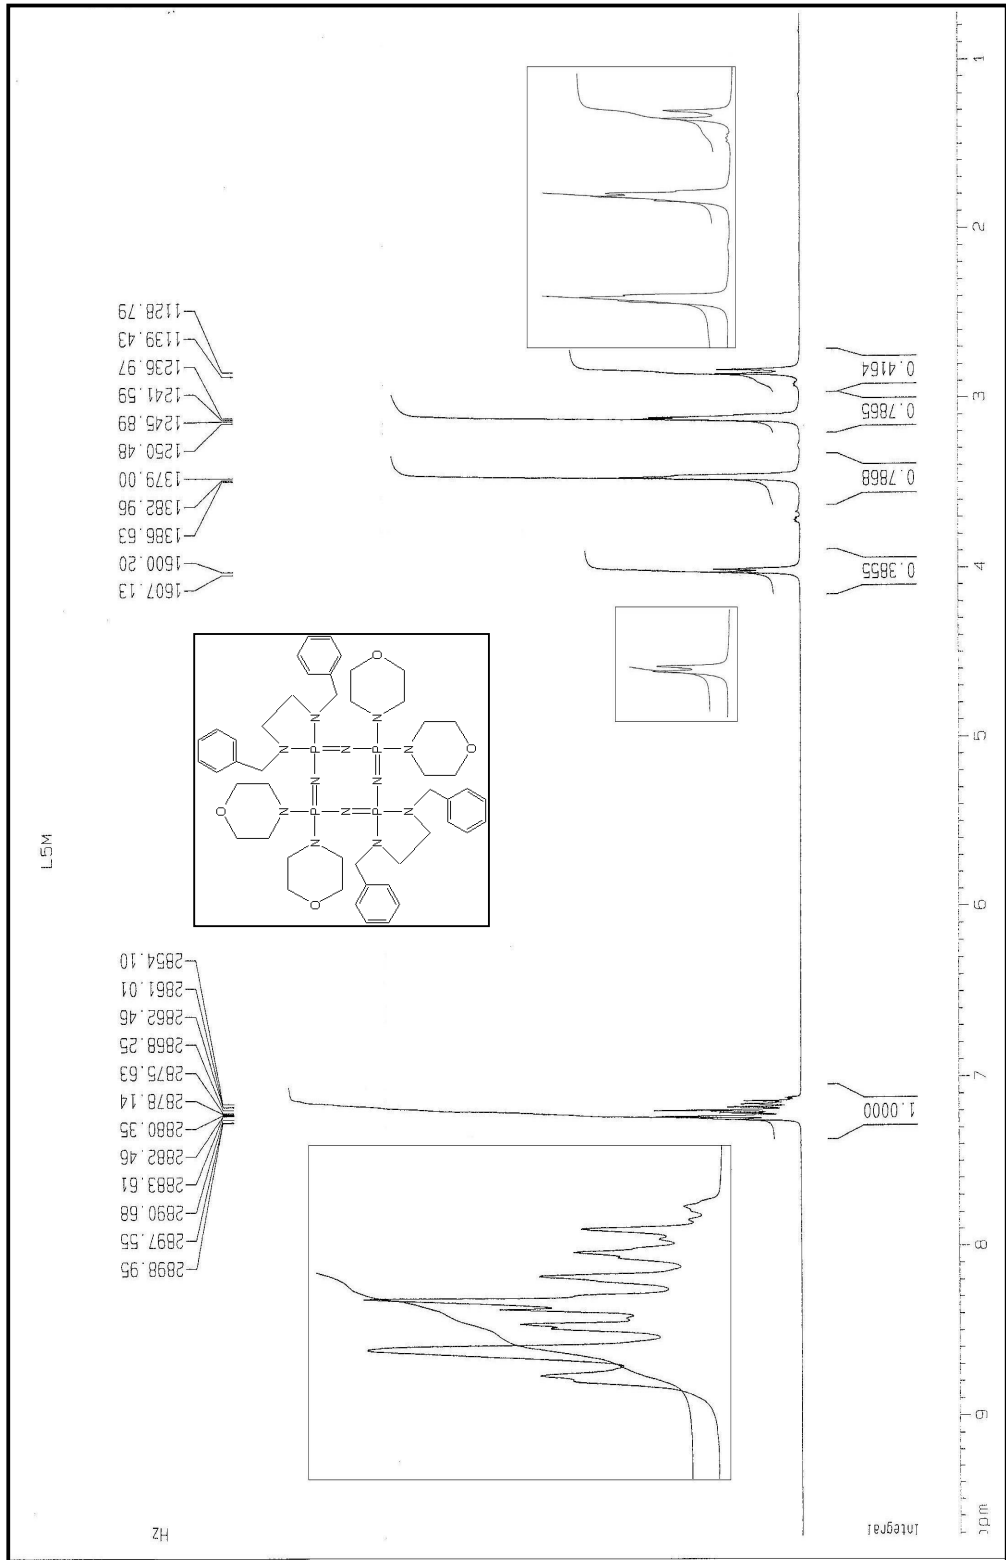 L5M
Hz
2898.95
2897.55
2890.68
2883.61
2882.46
2880.35
2878.14
2875.63
2868.25
2862.46
2861.01
2854.10
1607.13
1600.20
1386.63
1382.96
1379.00
1250.48
1245.89
1241.59
1236.97
1139.43
1128.79
O
N N
O N P N P N
N N
N P N P N O
N N
O
Integral
1.0000 0.3855 0.7868 0.7865 0.4164
ppm 9 8 7 6 5 4 3 2 1